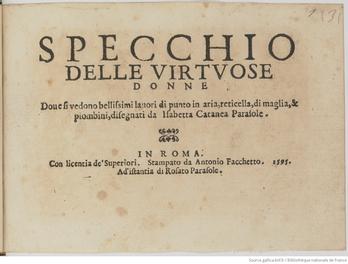 SPECCHIO
DELLE VIRTVOSE
DONNE
Doue si vedono bellissimi lauori di punto in aria, reticella, di maglia, &
piombini, disegnati da Isabetta Catanea Parasole.
IN ROMA.
Con licentia de' Superiori. Stampato da Antonio Facchetto. 1595.
Ad'istantia di Rosato Parasole.
Source gallica.bnf.fr / Bibliothèque nationale de France